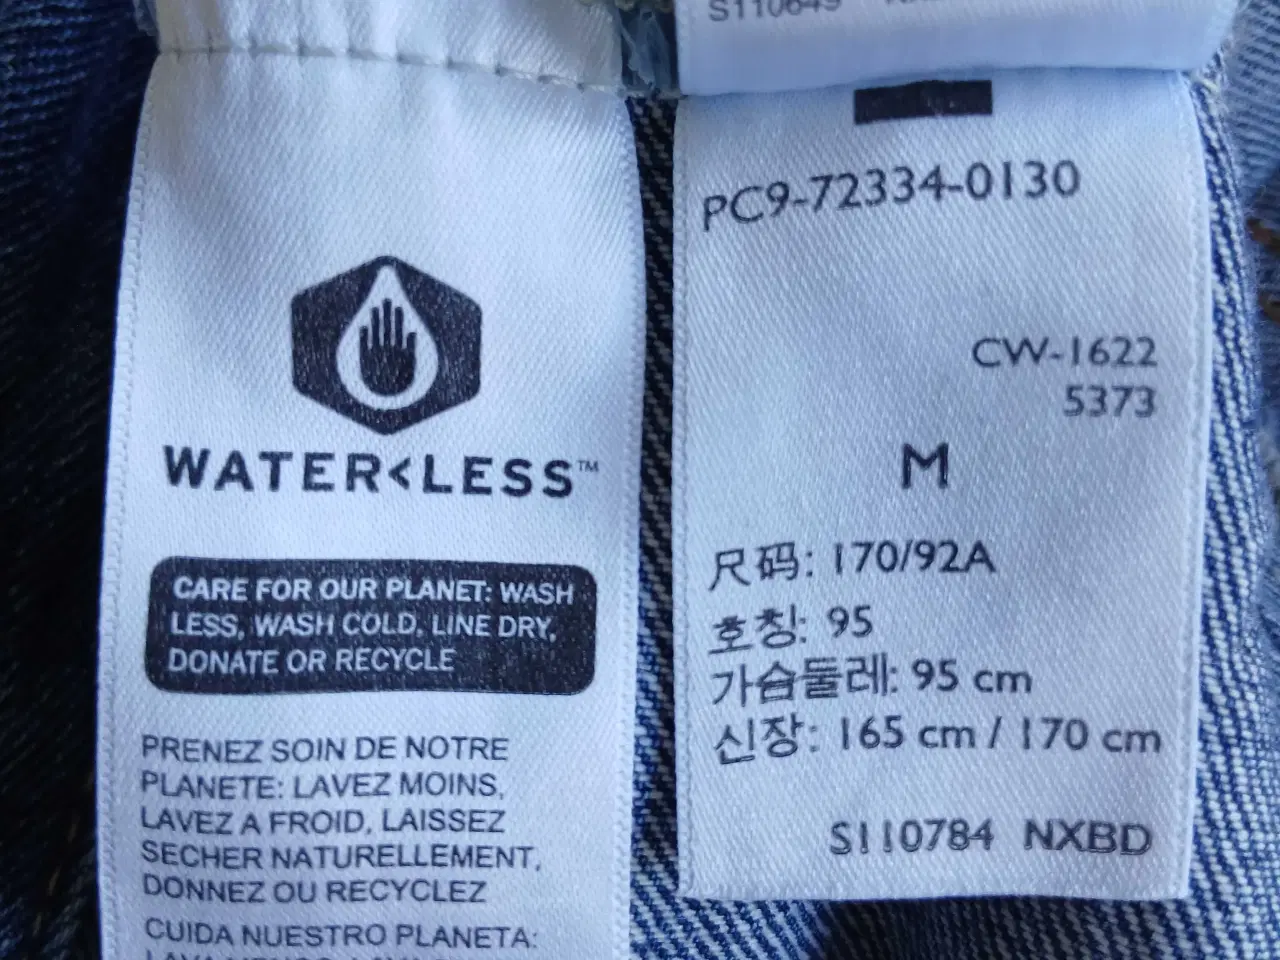 WATER<LESS™
CARE FOR OUR PLANET: WASH
LESS, WASH COLD, LINE DRY,
DONATE OR RECYCLE
PRENEZ SOIN DE NOTRE
PLANETE: LAVEZ MOINS,
LAVEZ A FROID, LAISSEZ
SECHER NATURELLEMENT,
DONNEZ OU RECYCLEZ
CUIDA NUESTRO PLANETA:
PC9-72334-0130
CW-1622
5373
M
尺码: 170/92A
호칭: 95
가슴둘레: 95 cm
신장: 165 cm / 170 cm
S110784 NXBD